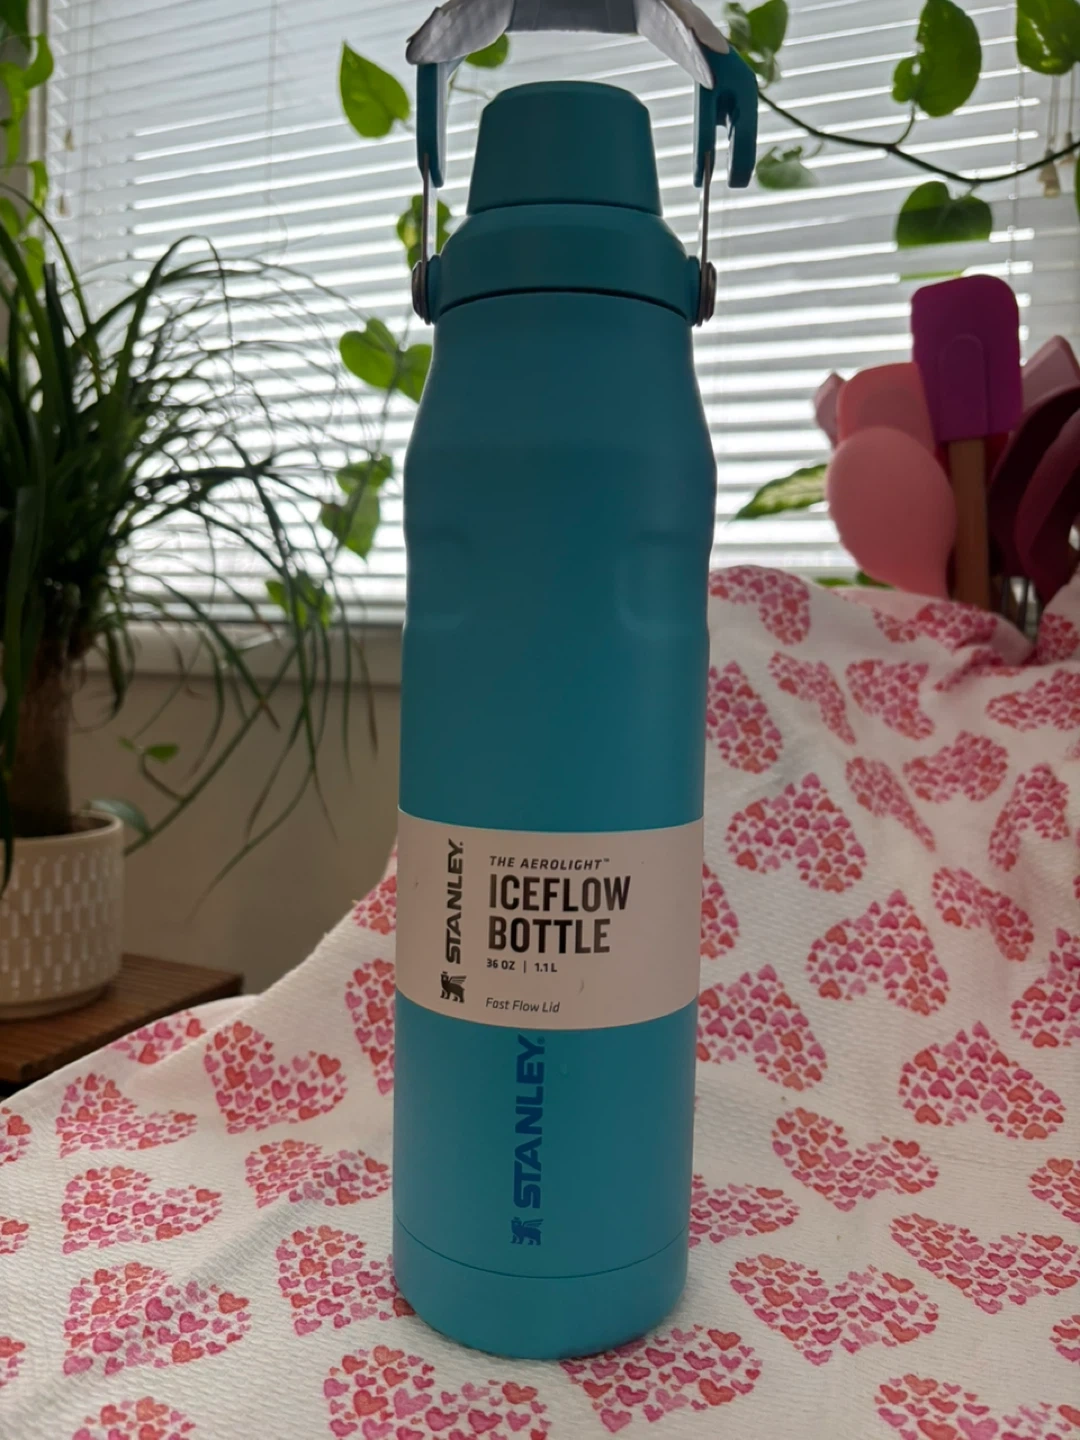 STANLEY.
THE AEROLIGHT™
ICEFLOW
BOTTLE
36 OZ | 1.1 L
Fast Flow Lid
STANLEY.